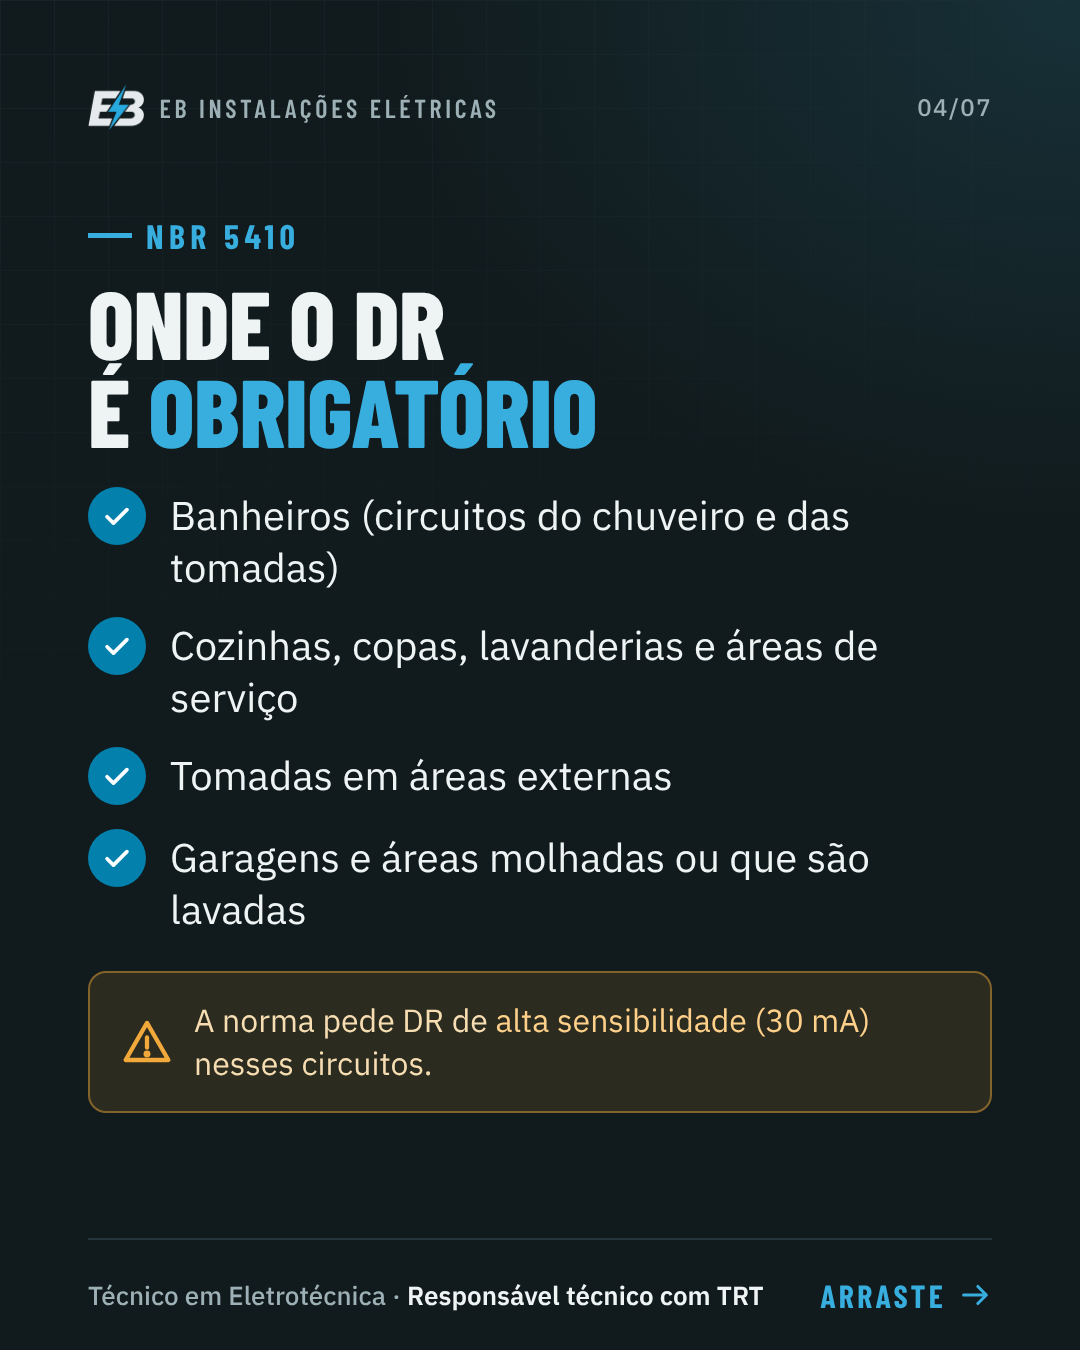 EB EB INSTALAÇÕES ELÉTRICAS
04/07
NBR 5410
ONDE O DR
É OBRIGATÓRIO
Banheiros (circuitos do chuveiro e das
tomadas)
Cozinhas, copas, lavanderias e áreas de
serviço
Tomadas em áreas externas
Garagens e áreas molhadas ou que são
lavadas
A norma pede DR de alta sensibilidade (30 mA)
nesses circuitos.
Técnico em Eletrotécnica · Responsável técnico com TRT
ARRASTE →